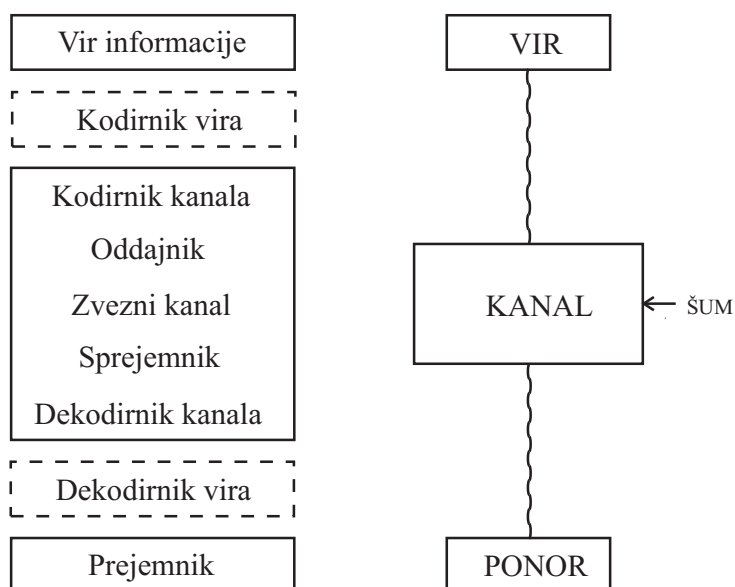 Vir informacije
Kodirnik vira
Kodirnik kanala
Oddajnik
Zvezni kanal
Sprejemnik
Dekodirnik kanala
Dekodirnik vira
Prejemnik
VIR
KANAL
ŠUM
PONOR